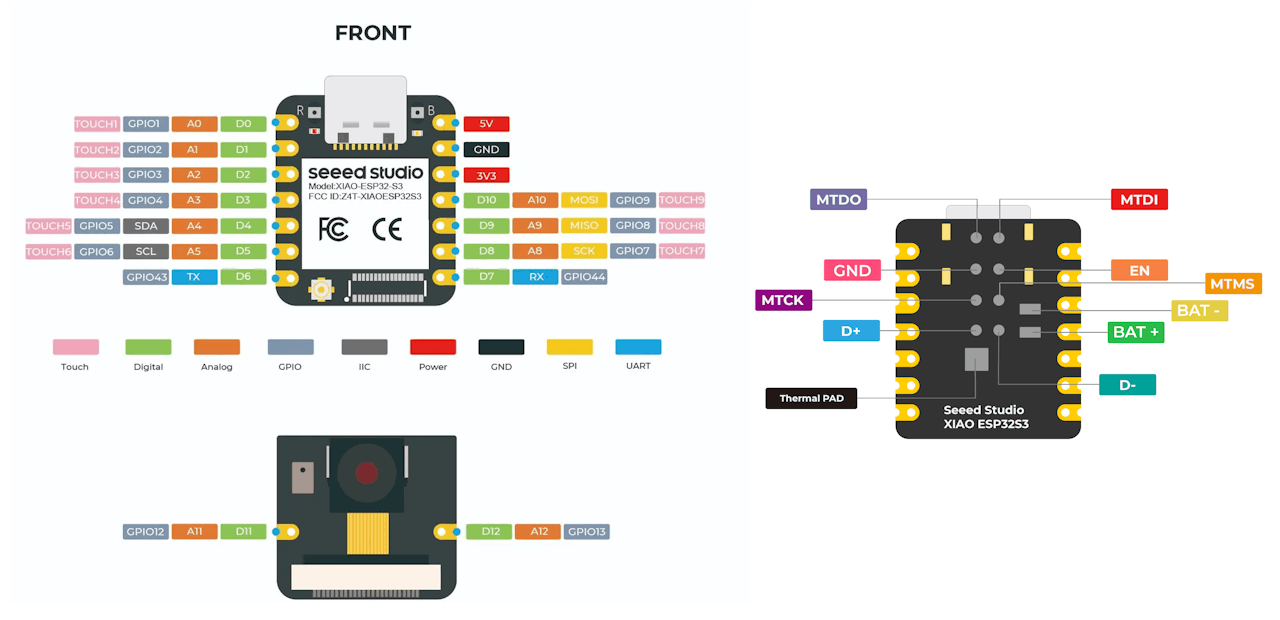 FRONT
R B
TOUCH1 GPIO1 A0 D0 5V
TOUCH2 GPIO2 A1 D1 GND
TOUCH3 GPIO3 A2 D2 3V3
TOUCH4 GPIO4 A3 D3 D10 A10 MOSI GPIO9 TOUCH9
TOUCH5 GPIO5 SDA A4 D4 D9 A9 MISO GPIO8 TOUCH8
TOUCH6 GPIO6 SCL A5 D5 D8 A8 SCK GPIO7 TOUCH7
GPIO43 TX D6 D7 RX GPIO44
seeed studio
Model:XIAO-ESP32-S3
FCC ID:Z4T-XIAOESP32S3
FC CE
Touch Digital Analog GPIO IIC Power GND SPI UART
GPIO12 A11 D11 D12 A12 GPIO13
MTDO MTDI
GND EN
MTMS
MTCK
BAT -
D+ BAT +
D-
Thermal PAD
Seeed Studio
XIAO ESP32S3